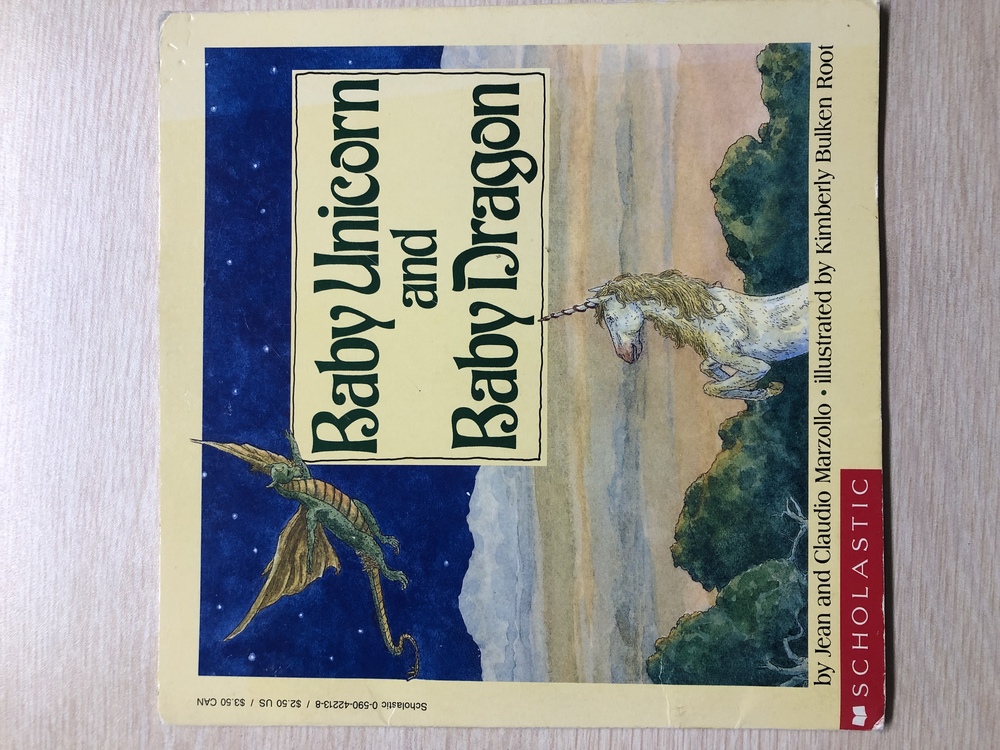 Scholastic 0-590-42213-8 / $2.50 US / $3.50 CAN
Baby Unicorn
and
Baby Dragon
by Jean and Claudio Marzollo • illustrated by Kimberly Bulken Root
SCHOLASTIC